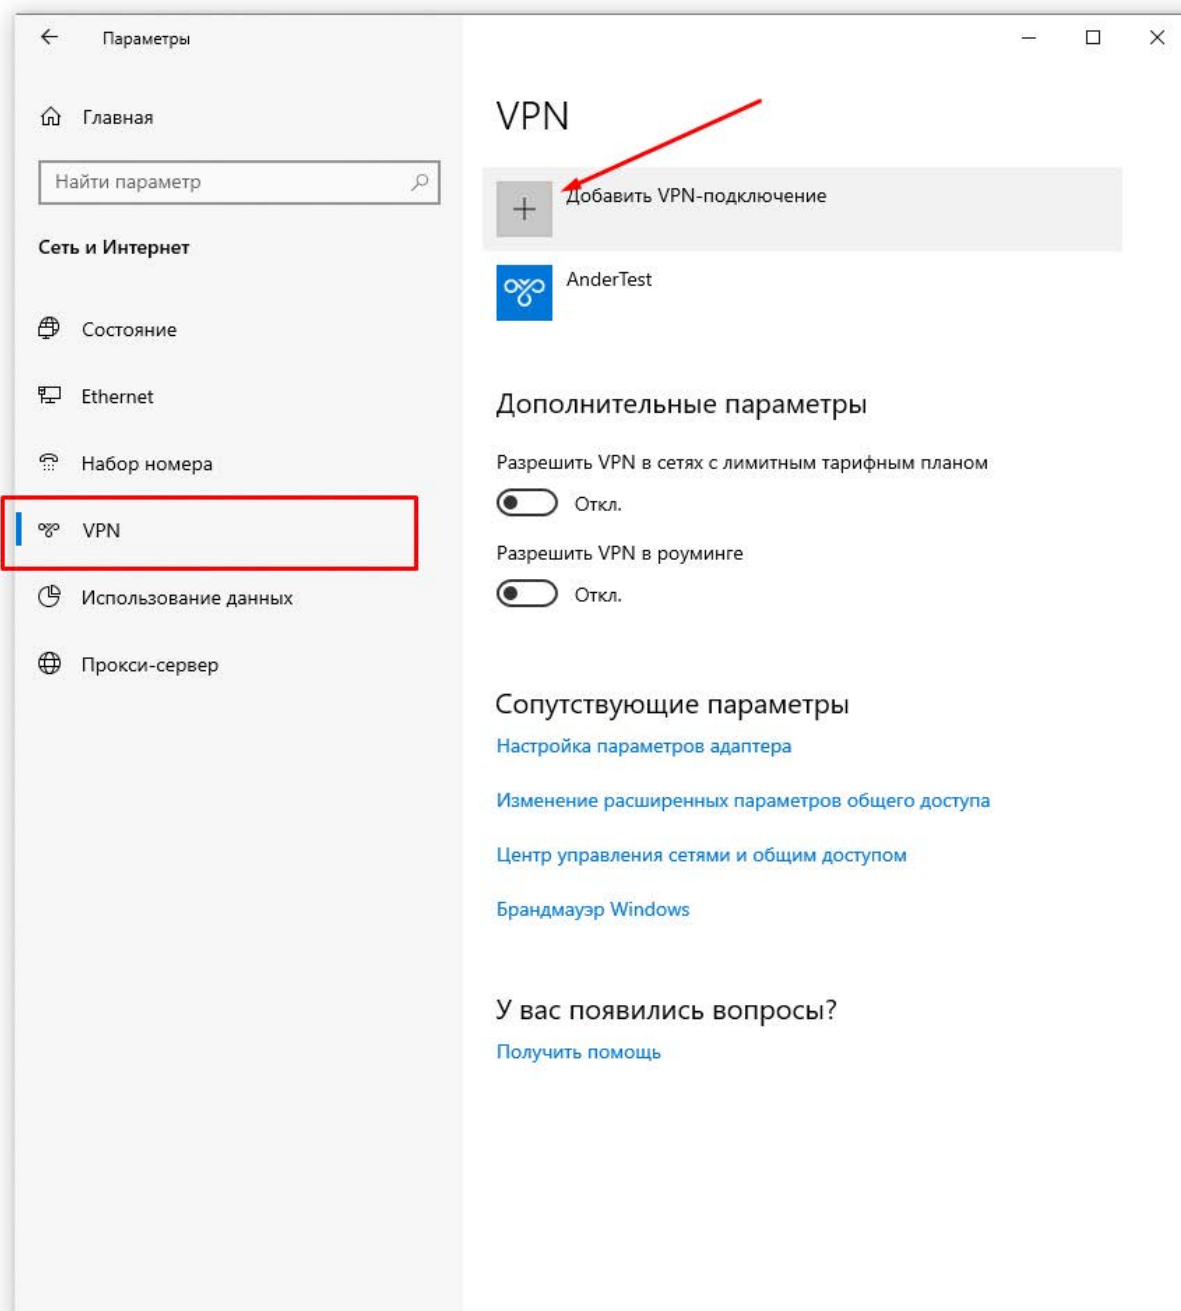 Параметры
Главная
Найти параметр
Сеть и Интернет
Состояние
Ethernet
Набор номера
VPN
Использование данных
Прокси-сервер
VPN
Добавить VPN-подключение
AnderTest
Дополнительные параметры
Разрешить VPN в сетях с лимитным тарифным планом
Откл.
Разрешить VPN в роуминге
Откл.
Сопутствующие параметры
Настройка параметров адаптера
Изменение расширенных параметров общего доступа
Центр управления сетями и общим доступом
Брандмауэр Windows
У вас появились вопросы?
Получить помощь